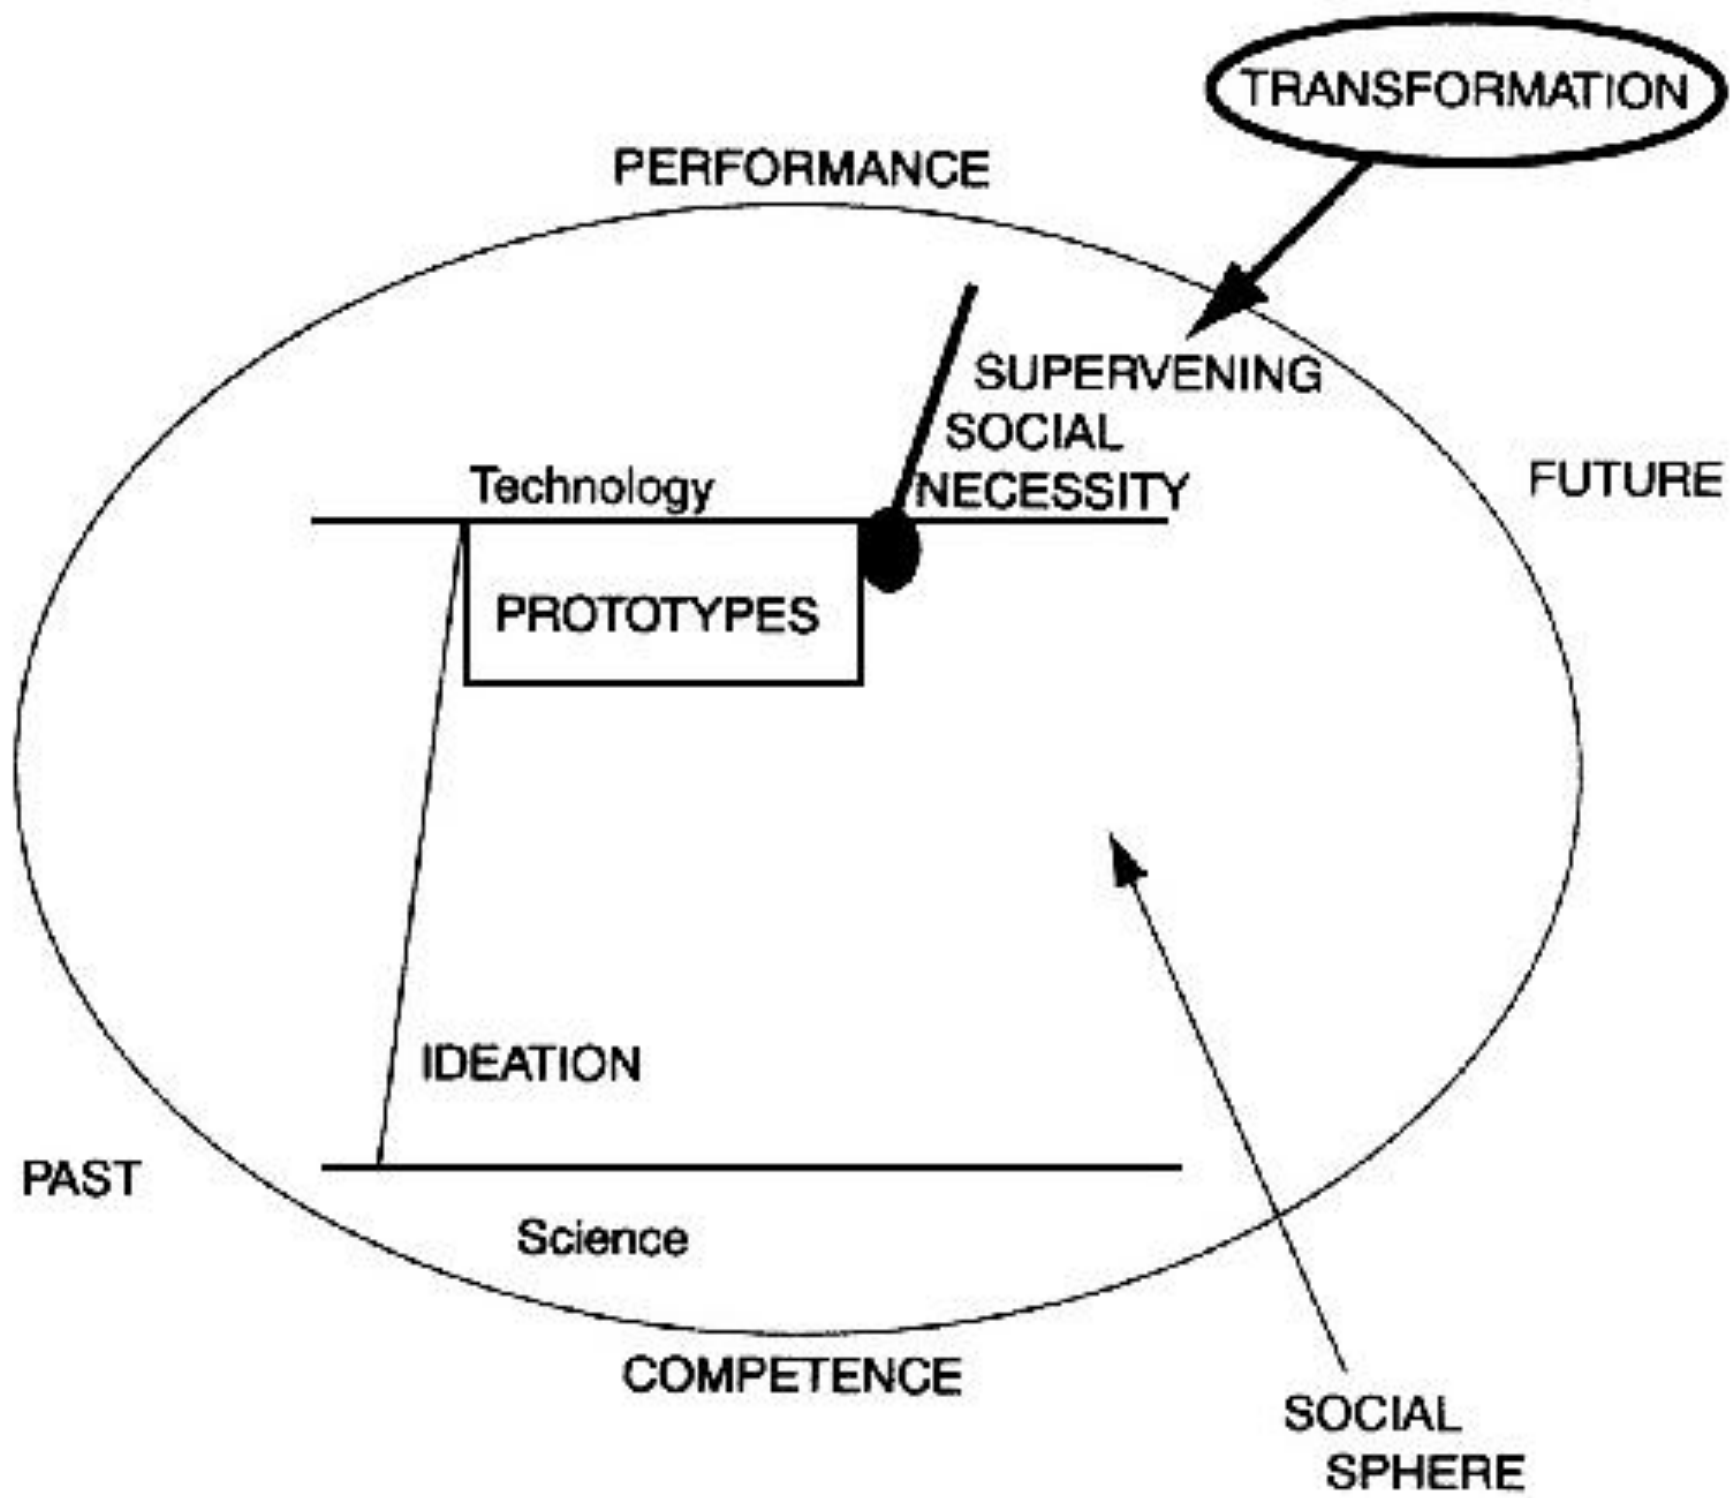 TRANSFORMATION
PERFORMANCE
SUPERVENING
SOCIAL
NECESSITY
FUTURE
Technology
PROTOTYPES
IDEATION
PAST
Science
COMPETENCE
SOCIAL
SPHERE